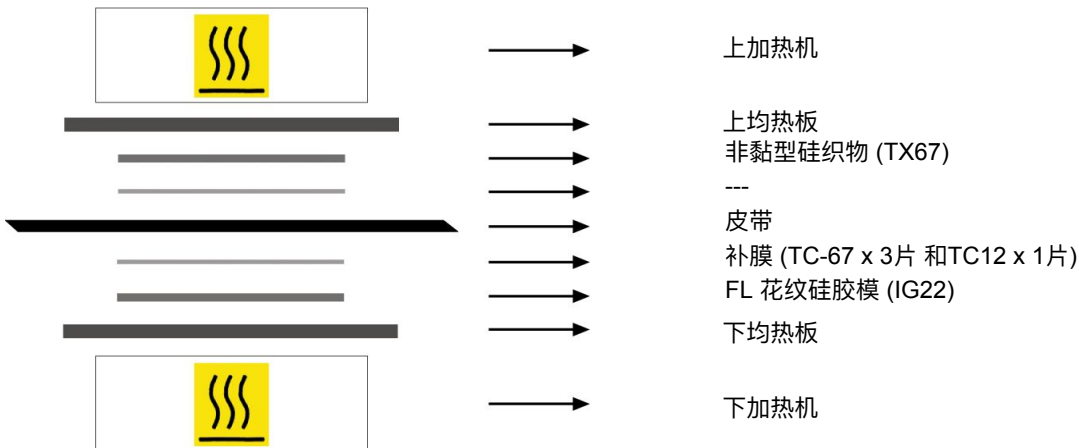 上加热机
上均热板
非黏型硅织物 (TX67)
---
皮带
补膜 (TC-67 x 3片 和TC12 x 1片)
FL 花纹硅胶模 (IG22)
下均热板
下加热机